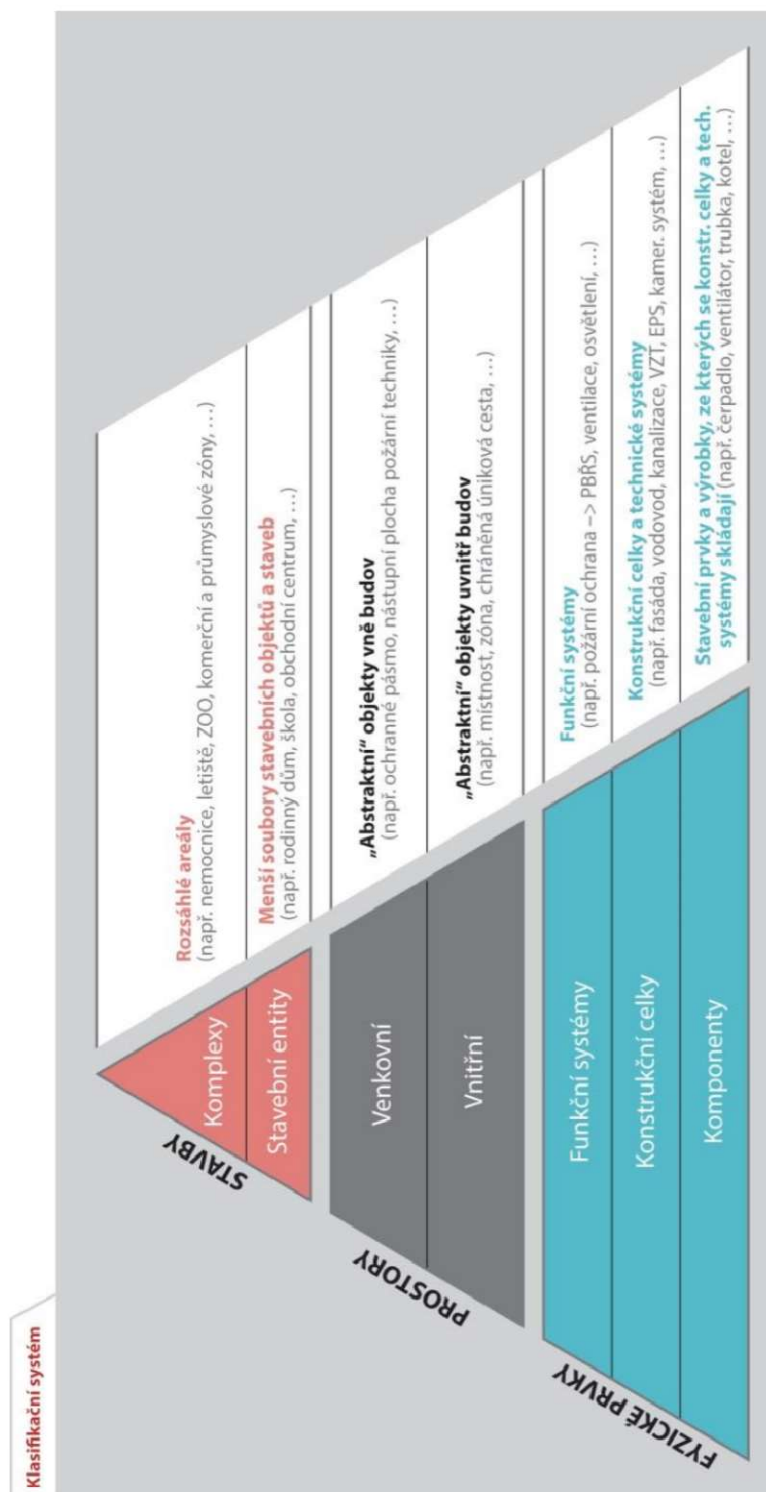 Klasifikační systém
STAVBY
Komplexy
Rozsáhlé areály
(např. nemocnice, letiště, ZOO, komerční a průmyslové zóny, …)
Stavební entity
Menší soubory stavebních objektů a staveb
(např. rodinný dům, škola, obchodní centrum, …)
PROSTORY
Venkovní
„Abstraktní“ objekty vně budov
(např. ochranné pásmo, nástupní plocha požární techniky, …)
Vnitřní
„Abstraktní“ objekty uvnitř budov
(např. místnost, zóna, chráněná úniková cesta, …)
FYZICKÉ PRVKY
Funkční systémy
Funkční systémy
(např. požární ochrana –> PBŘS, ventilace, osvětlení, …)
Konstrukční celky
Konstrukční celky a technické systémy
(např. fasáda, vodovod, kanalizace, VZT, EPS, kamer. systém, …)
Komponenty
Stavební prvky a výrobky, ze kterých se konstr. celky a tech.
systémy skládají (např. čerpadlo, ventilátor, trubka, kotel, …)